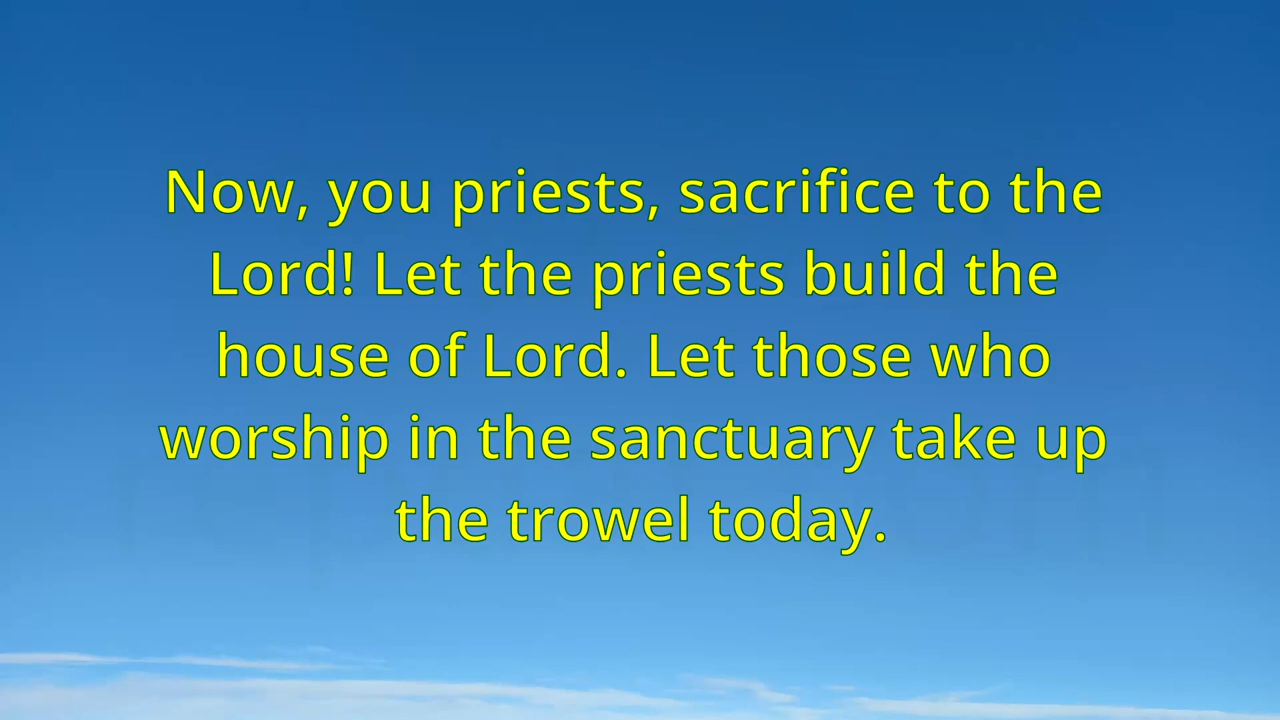 Now, you priests, sacrifice to the
Lord! Let the priests build the
house of Lord. Let those who
worship in the sanctuary take up
the trowel today.